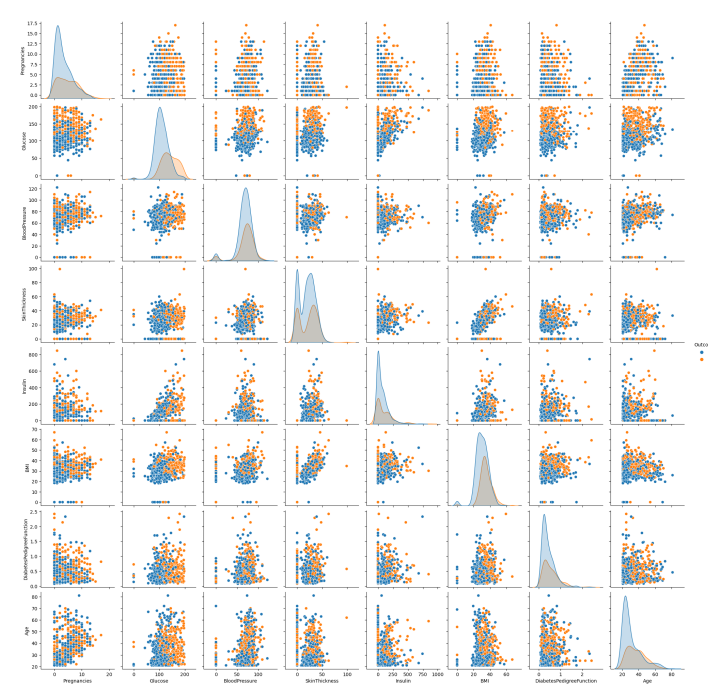 17.5
15.0
12.5
10.0
7.5
5.0
2.5
0.0
Pregnancies
200
150
100
50
0
Glucose
120
100
80
60
40
20
0
BloodPressure
100
80
60
40
20
0
SkinThickness
800
600
400
200
0
Insulin
70
60
50
40
30
20
10
0
BMI
2.5
2.0
1.5
1.0
0.5
0.0
DiabetesPedigreeFunction
80
70
60
50
40
30
20
Age
0 10 20
0 100 200
0 50 100
0 50 100
0 250 500 750 1000
0 20 40 60
0 1 2
20 40 60 80
Pregnancies Glucose BloodPressure SkinThickness Insulin BMI DiabetesPedigreeFunction Age
Outco